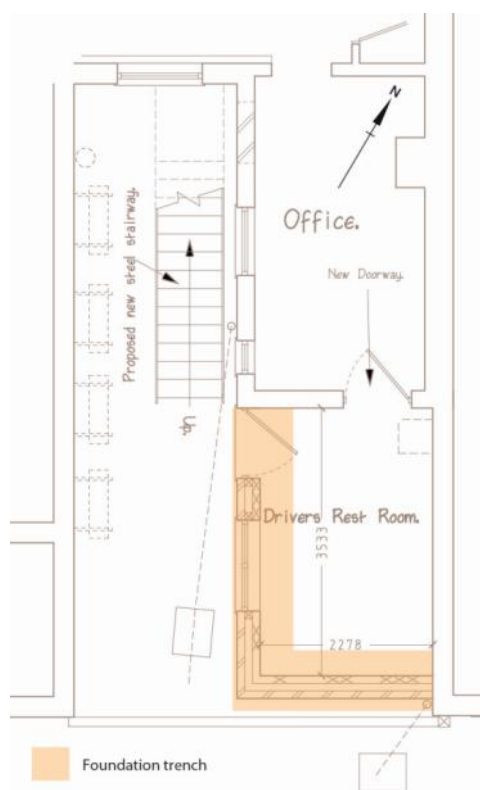 N
Office.
New Doorway.
Proposed new steel stairway.
Up.
Drivers Rest Room.
3533
2278
Foundation trench